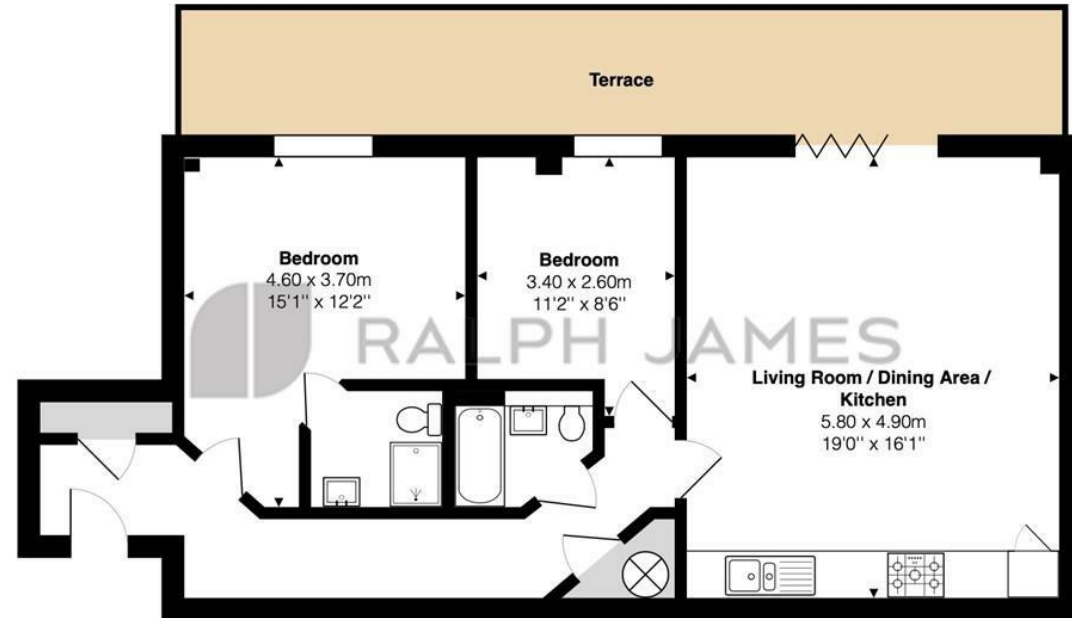 Terrace
Bedroom
4.60 x 3.70m
15'1" x 12'2"
Bedroom
3.40 x 2.60m
11'2" x 8'6"
RALPH JAMES
Living Room / Dining Area /
Kitchen
5.80 x 4.90m
19'0" x 16'1"